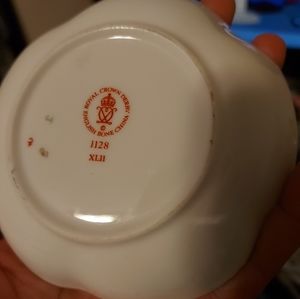 ROYAL CROWN DERBY
ENGLISH BONE CHINA
©
1128
XLII